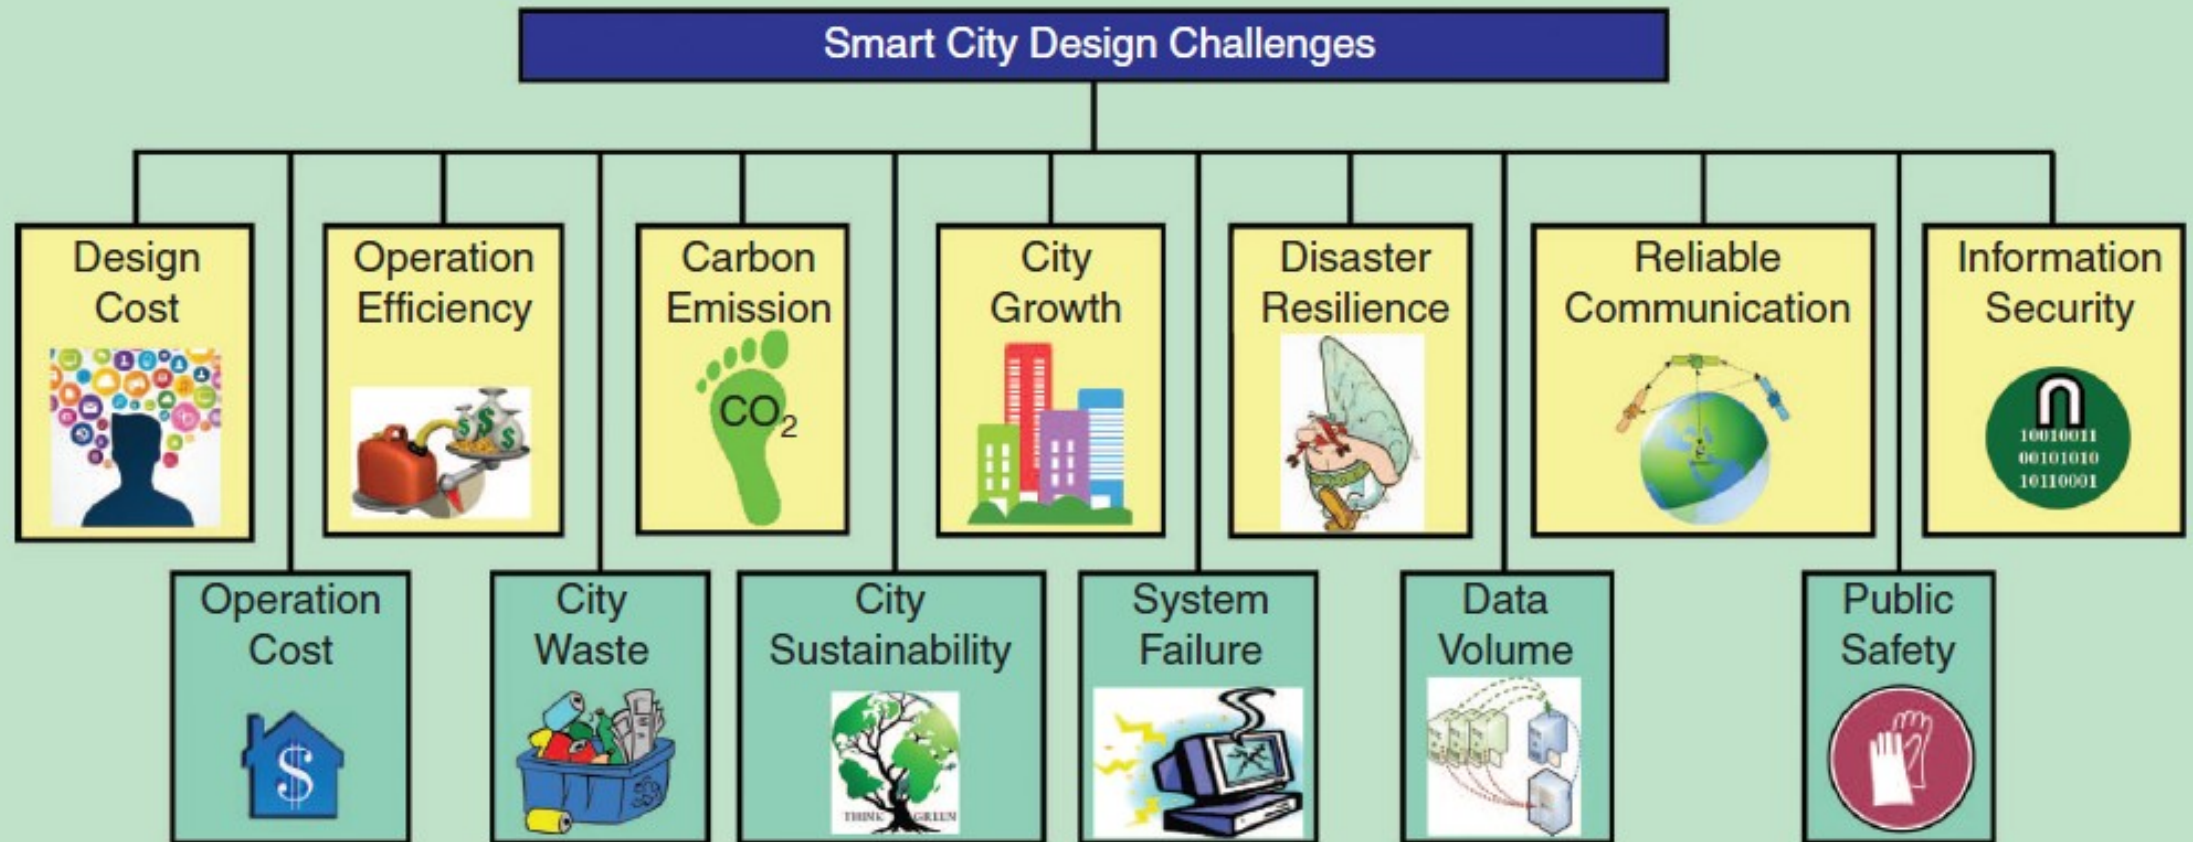 Smart City Design Challenges
Design
Cost
Operation
Efficiency
Carbon
Emission
CO₂
City
Growth
Disaster
Resilience
Reliable
Communication
Information
Security
10010011
00101010
10110001
Operation
Cost
$
City
Waste
City
Sustainability
THINK GREEN
System
Failure
Data
Volume
Public
Safety